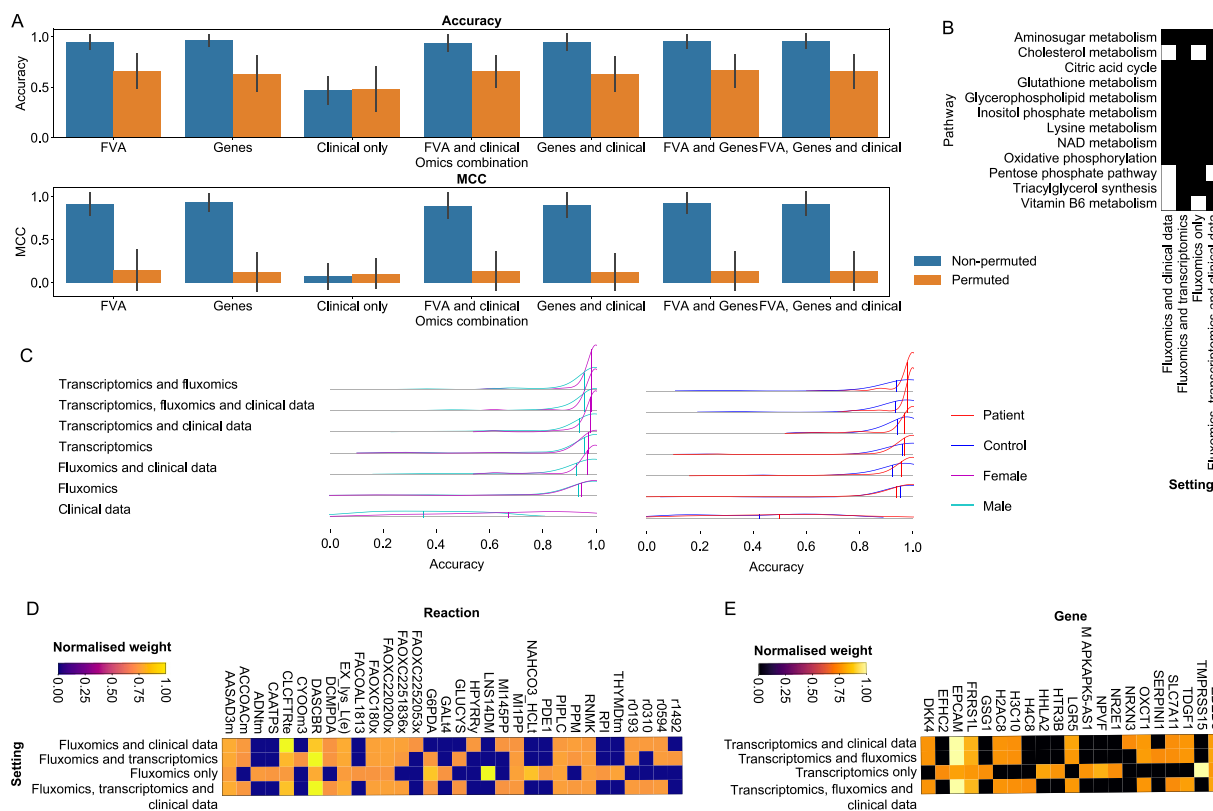 A
Accuracy
Accuracy
1.0
0.5
0.0
FVA
Genes
Clinical only
FVA and clinical
Genes and clinical
FVA and Genes
FVA, Genes and clinical
Omics combination
MCC
MCC
1.0
0.5
0.0
FVA
Genes
Clinical only
FVA and clinical
Genes and clinical
FVA and Genes
FVA, Genes and clinical
Omics combination
Non-permuted
Permuted
B
Pathway
Aminosugar metabolism
Cholesterol metabolism
Citric acid cycle
Glutathione metabolism
Glycerophospholipid metabolism
Inositol phosphate metabolism
Lysine metabolism
NAD metabolism
Oxidative phosphorylation
Pentose phosphate pathway
Triacylglycerol synthesis
Vitamin B6 metabolism
Fluxomics and clinical data
Fluxomics and transcriptomics
Fluxomics only
Fluxomics, transcriptomics and clinical data
Setting
C
Transcriptomics and fluxomics
Transcriptomics, fluxomics and clinical data
Transcriptomics and clinical data
Transcriptomics
Fluxomics and clinical data
Fluxomics
Clinical data
0.0 0.2 0.4 0.6 0.8 1.0
Accuracy
0.0 0.2 0.4 0.6 0.8 1.0
Accuracy
Patient
Control
Female
Male
D
Reaction
Normalised weight
0.00
0.25
0.50
0.75
1.00
AASAD3m
ACCOACm
ADNtm
CAATPS
CLCFTRte
CYOOm3
DASCBR
DCMPDA
EX_lys_L(e)
FACOAL1813
FAOXC180x
FAOXC220200x
FAOXC2251836x
FAOXC2252053x
G6PDA
GALt4
GLUCYS
HPYRRy
LNS14DM
MI145PP
MI1PP
NAHCO3_HCLt
PDE1
PIPLC
PPM
RNMK
RPI
THYMDtm
r0193
r0310
r0594
r1492
Setting
Fluxomics and clinical data
Fluxomics and transcriptomics
Fluxomics only
Fluxomics, transcriptomics and
clinical data
E
Gene
Normalised weight
0.00
0.25
0.50
0.75
1.00
DKK4
EFHC2
EPCAM
FRRS1L
GSG1
H2AC8
H3C10
H4C8
HHLA2
HTR3B
LGR5
MAPKAPK5-AS1
NPVF
NR2E1
NRXN3
OXCT1
SERPINI1
SLC7A11
TDGF1
TMPRSS15
Transcriptomics and clinical data
Transcriptomics and fluxomics
Transcriptomics only
Transcriptomics, fluxomics and
clinical data